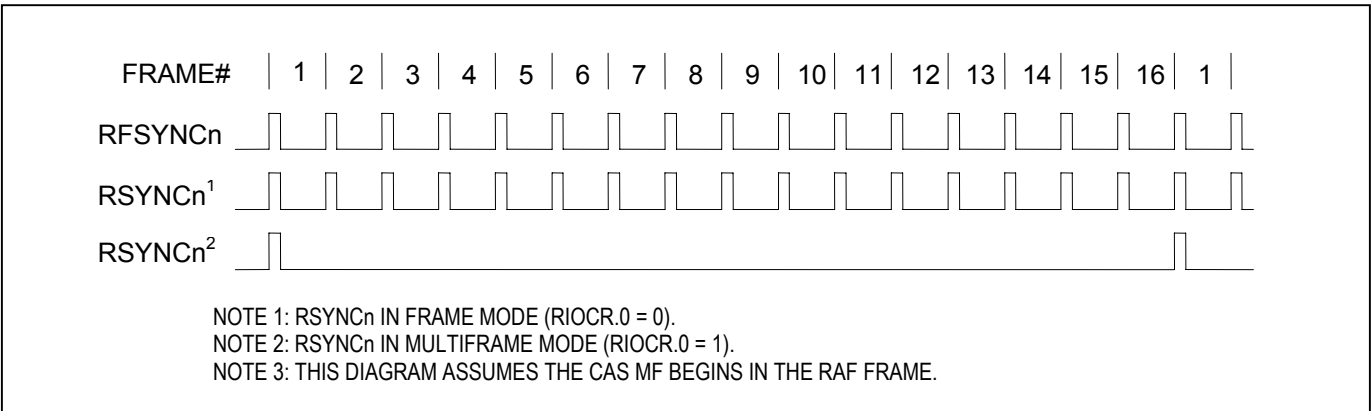 FRAME# 1 2 3 4 5 6 7 8 9 10 11 12 13 14 15 16 1
RFSYNCn
RSYNCn¹
RSYNCn²
NOTE 1: RSYNCn IN FRAME MODE (RIOCR.0 = 0).
NOTE 2: RSYNCn IN MULTIFRAME MODE (RIOCR.0 = 1).
NOTE 3: THIS DIAGRAM ASSUMES THE CAS MF BEGINS IN THE RAF FRAME.